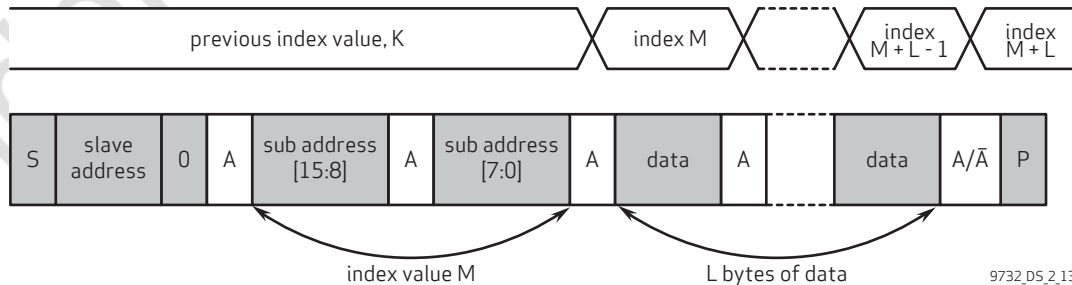 previous index value, K
index M
index
M + L - 1
index
M + L
S
slave
address
0
A
sub address
[15:8]
A
sub address
[7:0]
A
data
A
data
A/Ā
P
index value M
L bytes of data
9732_DS_2_13